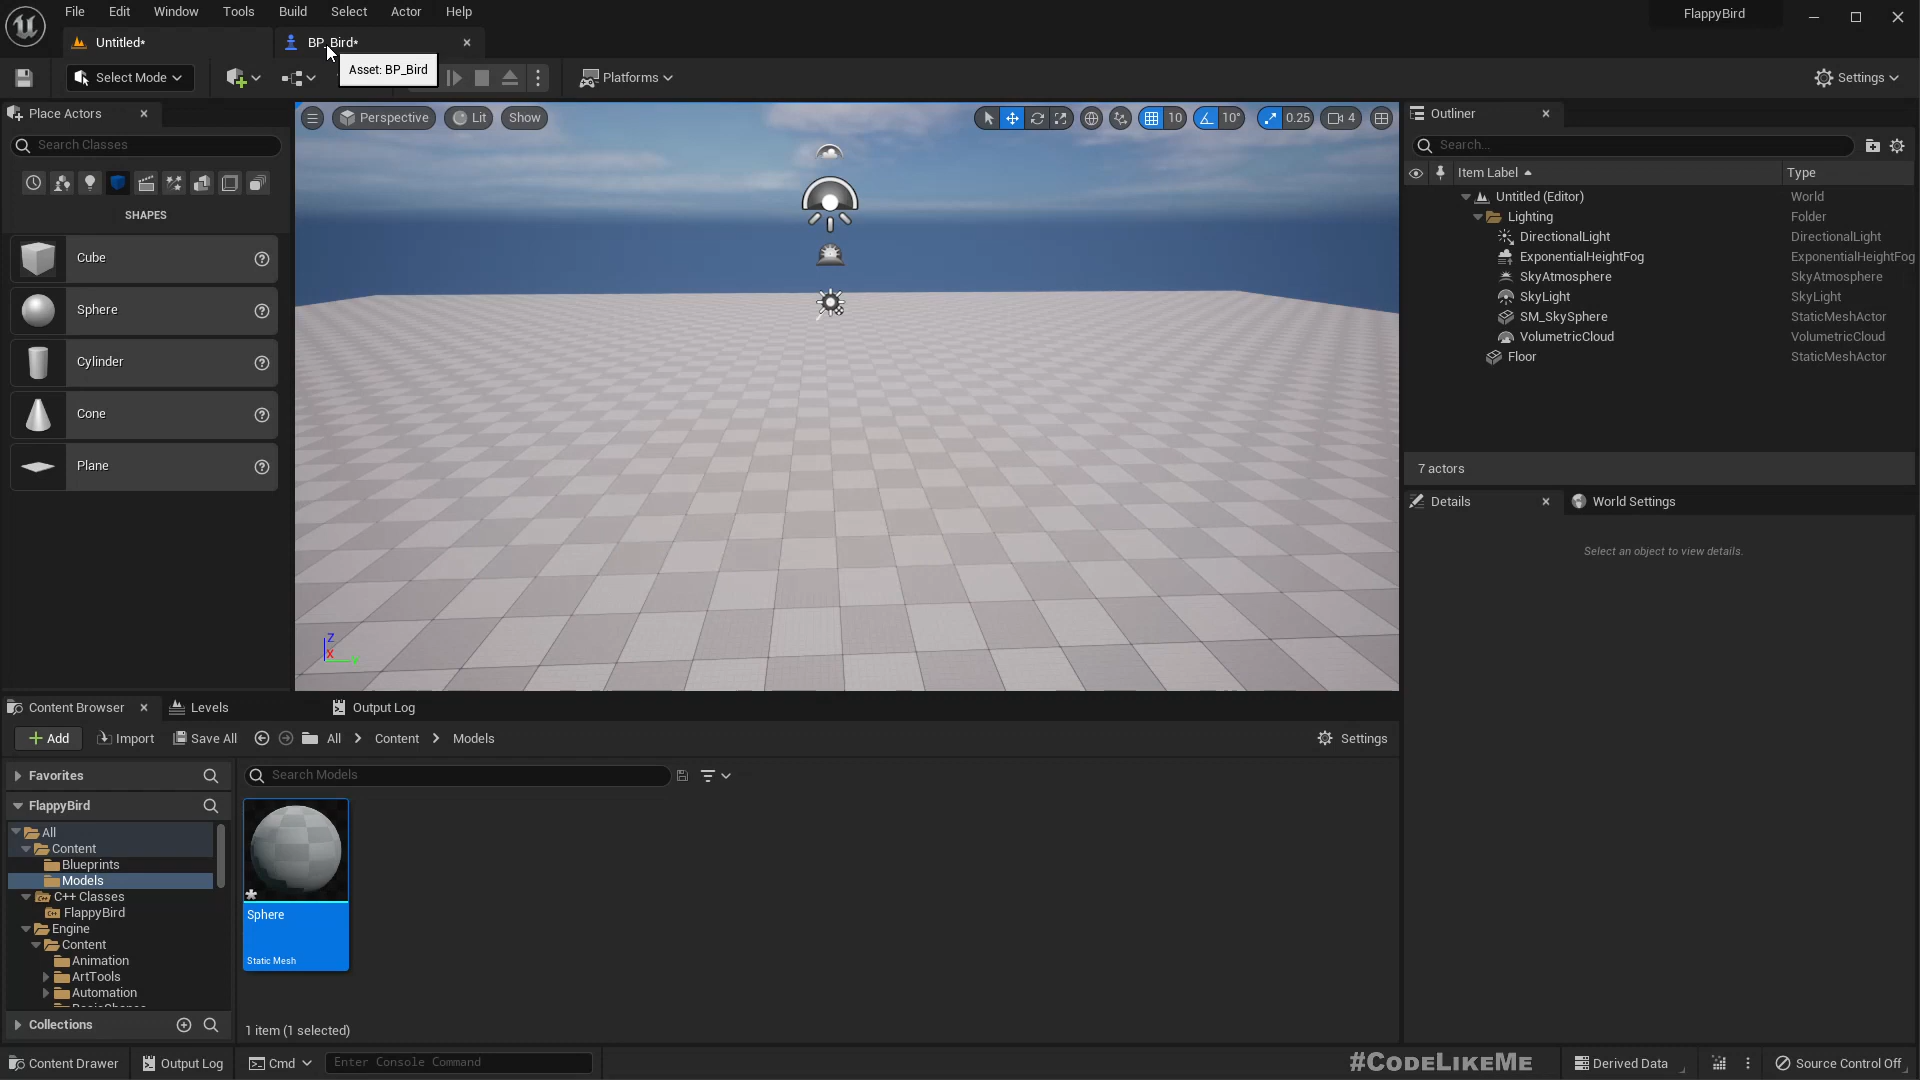 File Edit Window Tools Build Select Actor Help
FlappyBird
Untitled*
BP_Bird*
Asset: BP_Bird
Select Mode
Platforms
Settings
Place Actors
Search Classes
SHAPES
Cube
Sphere
Cylinder
Cone
Plane
Perspective
Lit
Show
10
10°
0.25
4
Z
X
Outliner
Search...
Item Label
Type
Untitled (Editor) World
Lighting Folder
DirectionalLight DirectionalLight
ExponentialHeightFog ExponentialHeightFog
SkyAtmosphere SkyAtmosphere
SkyLight SkyLight
SM_SkySphere StaticMeshActor
VolumetricCloud VolumetricCloud
Floor StaticMeshActor
7 actors
Details
World Settings
Select an object to view details.
Content Browser
Levels
Output Log
Add
Import
Save All
All
Content
Models
Settings
Favorites
FlappyBird
All
Content
Blueprints
Models
C++ Classes
FlappyBird
Engine
Content
Animation
ArtTools
Automation
Collections
Search Models
Sphere
Static Mesh
1 item (1 selected)
Content Drawer
Output Log
Cmd
Enter Console Command
#CODELIKEME
Derived Data
Source Control Off